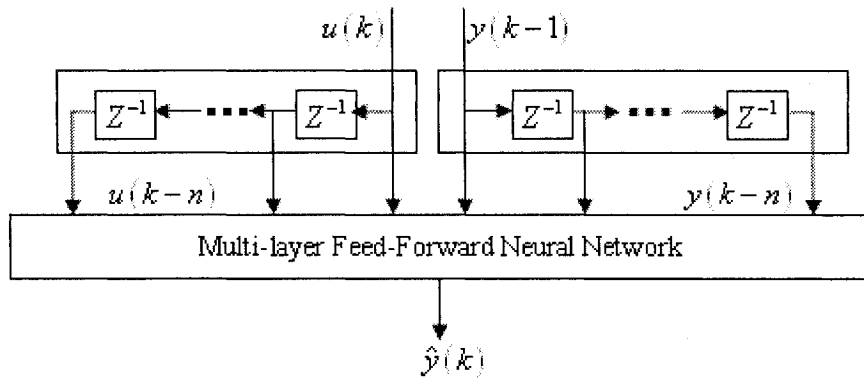 u(k) y(k−1)
Z⁻¹ ▪▪▪ Z⁻¹ Z⁻¹ ▪▪▪ Z⁻¹
u(k−n) y(k−n)
Multi-layer Feed-Forward Neural Network
ŷ(k)